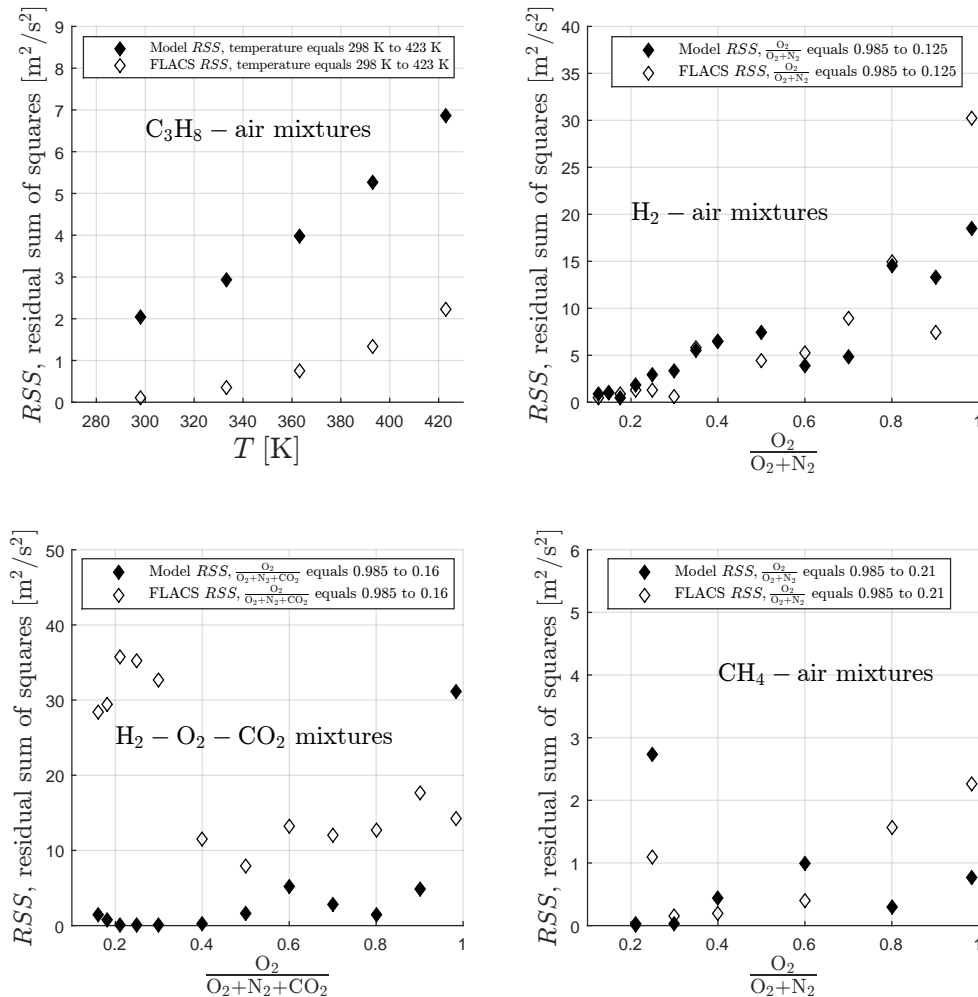 RSS, residual sum of squares [m²/s²]
9
8
7
6
5
4
3
2
1
0
Model RSS, temperature equals 298 K to 423 K
FLACS RSS, temperature equals 298 K to 423 K
C₃H₈ − air mixtures
280 300 320 340 360 380 400 420
T [K]
RSS, residual sum of squares [m²/s²]
40
35
30
25
20
15
10
5
0
Model RSS, O₂/(O₂+N₂) equals 0.985 to 0.125
FLACS RSS, O₂/(O₂+N₂) equals 0.985 to 0.125
H₂ − air mixtures
0.2 0.4 0.6 0.8 1
O₂
O₂+N₂
RSS, residual sum of squares [m²/s²]
50
40
30
20
10
0
Model RSS, O₂/(O₂+N₂+CO₂) equals 0.985 to 0.16
FLACS RSS, O₂/(O₂+N₂+CO₂) equals 0.985 to 0.16
H₂ − O₂ − CO₂ mixtures
0.2 0.4 0.6 0.8 1
O₂
O₂+N₂+CO₂
RSS, residual sum of squares [m²/s²]
6
5
4
3
2
1
0
Model RSS, O₂/(O₂+N₂) equals 0.985 to 0.21
FLACS RSS, O₂/(O₂+N₂) equals 0.985 to 0.21
CH₄ − air mixtures
0.2 0.4 0.6 0.8 1
O₂
O₂+N₂